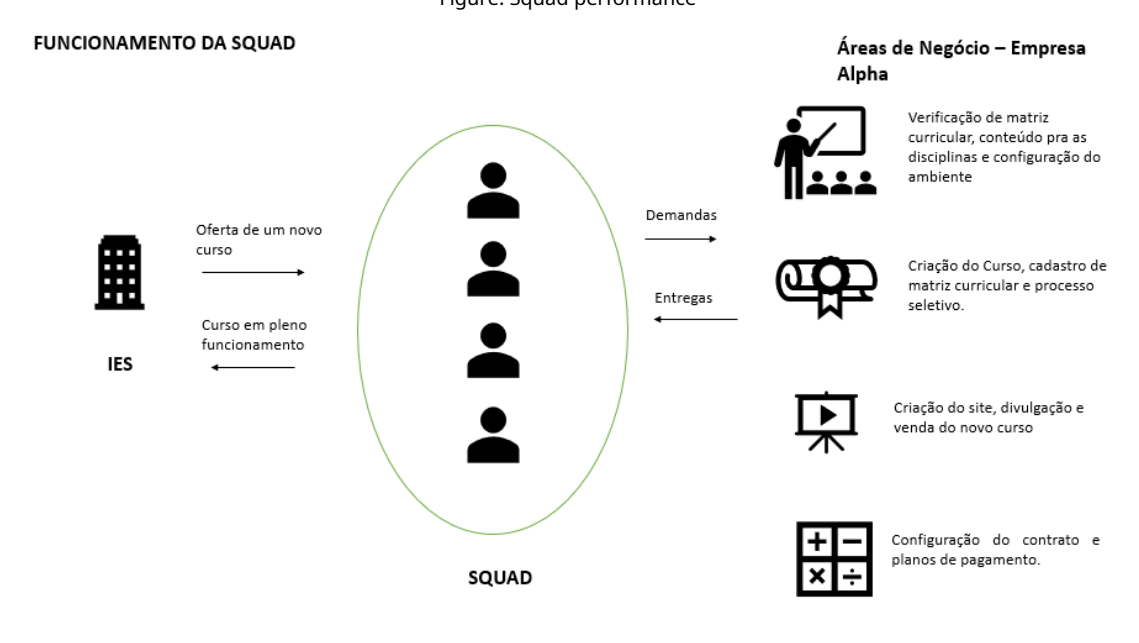 Figure: Squad performance
FUNCIONAMENTO DA SQUAD
Áreas de Negócio – Empresa
Alpha
Verificação de matriz
curricular, conteúdo pra as
disciplinas e configuração do
ambiente
Oferta de um novo
curso
Demandas
Criação do Curso, cadastro de
matriz curricular e processo
seletivo.
Entregas
Curso em pleno
funcionamento
IES
Criação do site, divulgação e
venda do novo curso
Configuração do contrato e
planos de pagamento.
SQUAD